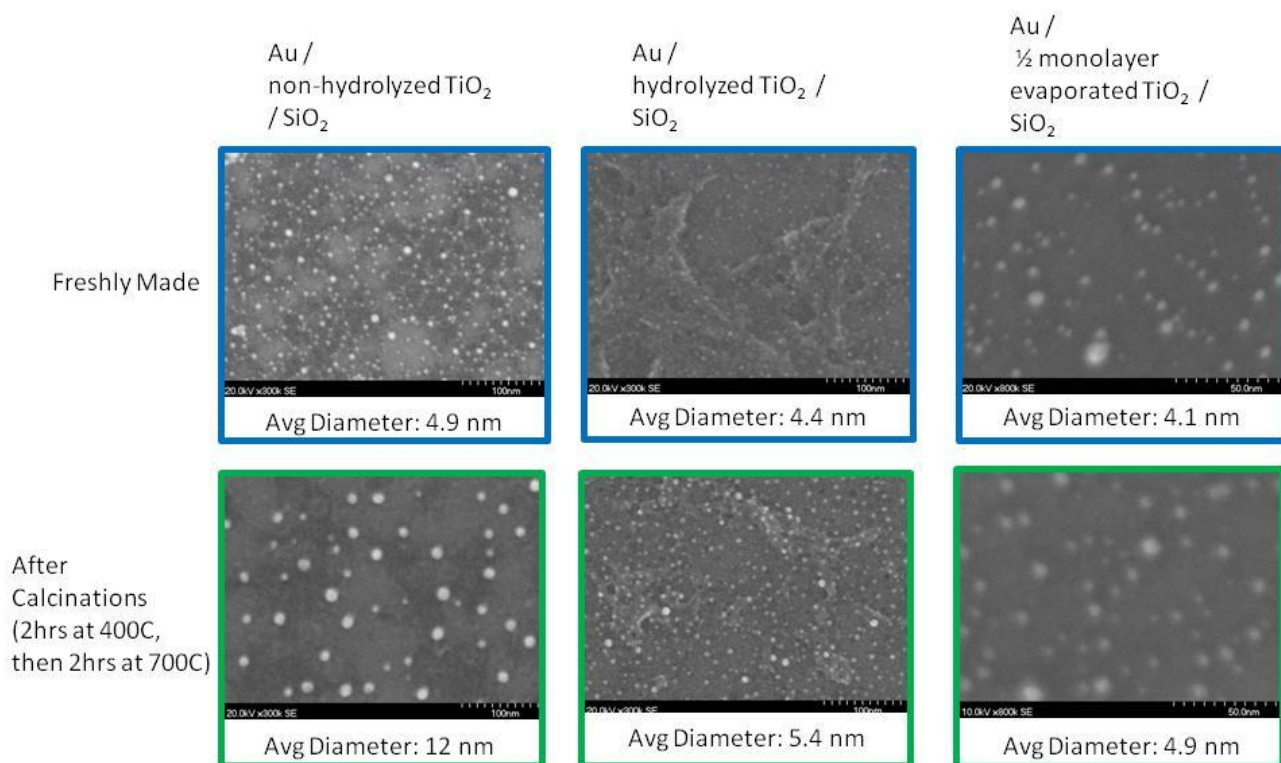 Au /
non-hydrolyzed TiO₂
/ SiO₂
Au /
hydrolyzed TiO₂ /
SiO₂
Au /
½ monolayer
evaporated TiO₂ /
SiO₂
Freshly Made
20.0kV x300k SE 100nm
Avg Diameter: 4.9 nm
20.0kV x300k SE 100nm
Avg Diameter: 4.4 nm
20.0kV x800k SE 50.0nm
Avg Diameter: 4.1 nm
After
Calcinations
(2hrs at 400C,
then 2hrs at 700C)
20.0kV x300k SE 100nm
Avg Diameter: 12 nm
20.0kV x300k SE 100nm
Avg Diameter: 5.4 nm
10.0kV x800k SE 50.0nm
Avg Diameter: 4.9 nm